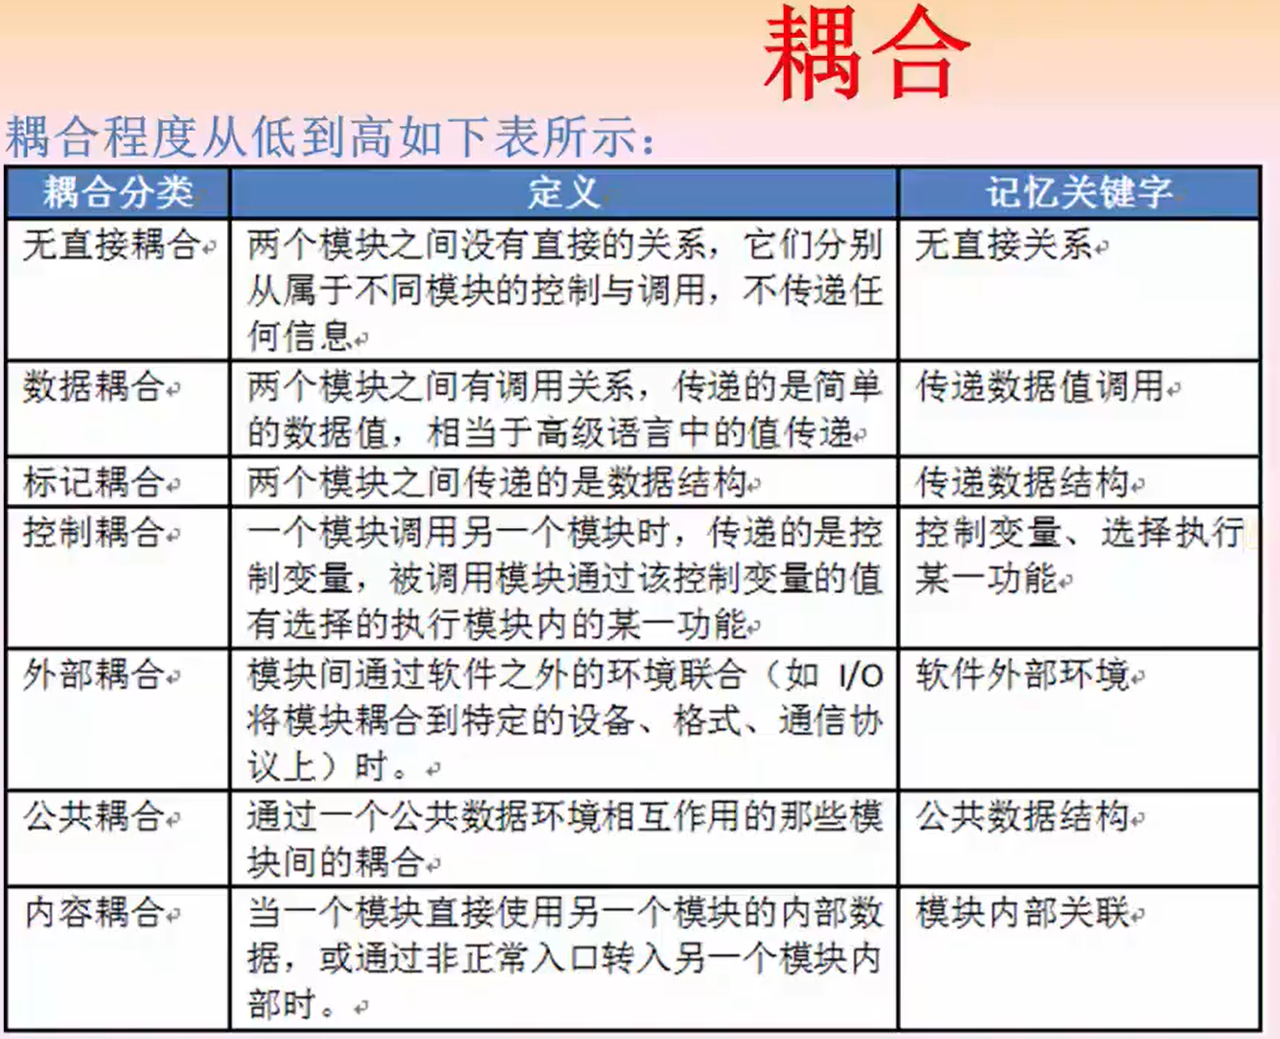 耦合
耦合程度从低到高如下表所示：
耦合分类 定义 记忆关键字
无直接耦合 两个模块之间没有直接的关系，它们分别 无直接关系
从属于不同模块的控制与调用，不传递任
何信息
数据耦合 两个模块之间有调用关系，传递的是简单 传递数据值调用
的数据值，相当于高级语言中的值传递
标记耦合 两个模块之间传递的是数据结构 传递数据结构
控制耦合 一个模块调用另一个模块时，传递的是控 控制变量、选择执行
制变量，被调用模块通过该控制变量的值 某一功能
有选择的执行模块内的某一功能
外部耦合 模块间通过软件之外的环境联合（如 I/O 软件外部环境
将模块耦合到特定的设备、格式、通信协
议上）时。
公共耦合 通过一个公共数据环境相互作用的那些模 公共数据结构
块间的耦合
内容耦合 当一个模块直接使用另一个模块的内部数 模块内部关联
据，或通过非正常入口转入另一个模块内
部时。